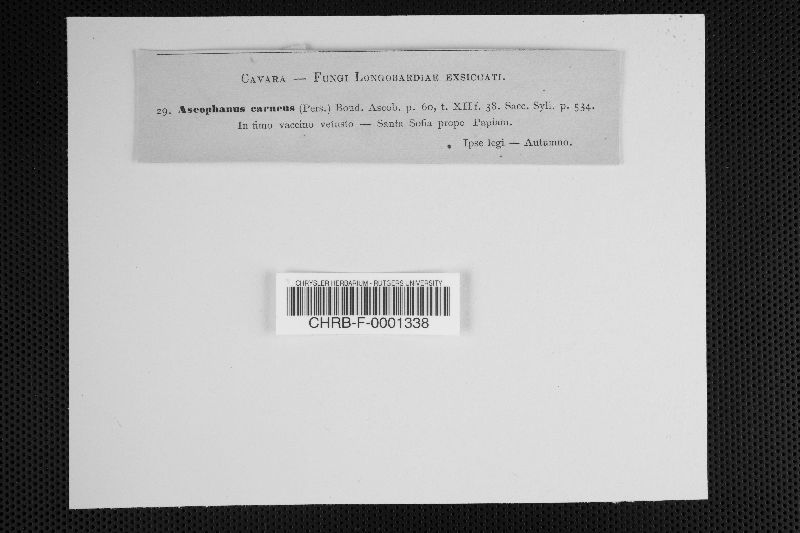 Cavara — Fungi Longobardiae exsiccati.
29. Ascophanus carneus (Pers.) Boud. Ascob. p. 60, t. XII f. 38. Sacc. Syll. p. 534.
In fimo vaccino vetusto — Santa Sofia prope Papiam.
Ipse legi — Autumno.
CHRYSLER HERBARIUM - RUTGERS UNIVERSITY
CHRB-F-0001338